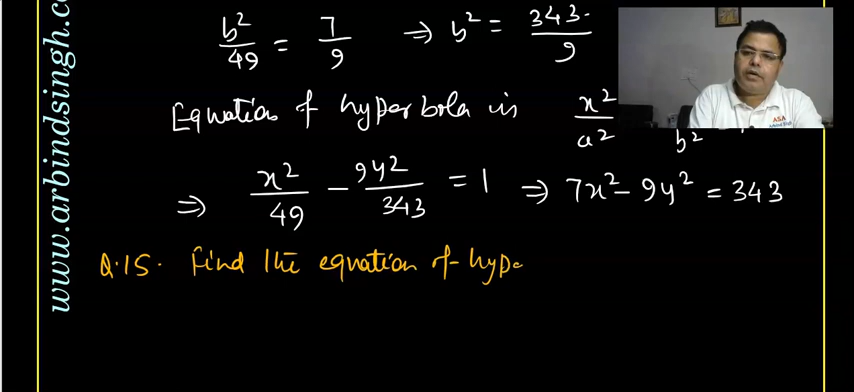 b²/49 = 7/9 ⇒ b² = 343/9
Equation of hyperbola is x²/a² b²
⇒ x²/49 - 9y²/343 = 1 ⇒ 7x² - 9y² = 343
Q.15. Find the equation of hype
www.arbindsingh.c
ASA